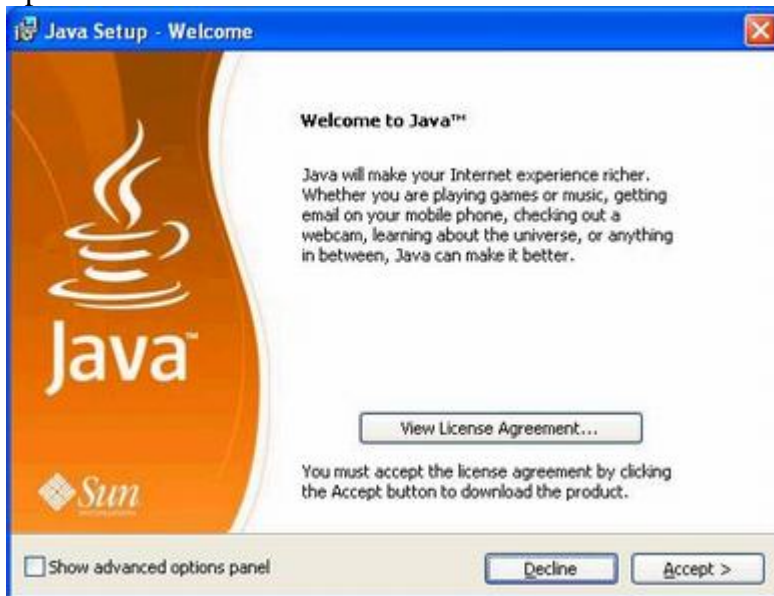 Java Setup - Welcome
Welcome to Java™
Java will make your Internet experience richer.
Whether you are playing games or music, getting
email on your mobile phone, checking out a
webcam, learning about the universe, or anything
in between, Java can make it better.
Java™
View License Agreement...
You must accept the license agreement by clicking
the Accept button to download the product.
Sun
Show advanced options panel
Decline
Accept >